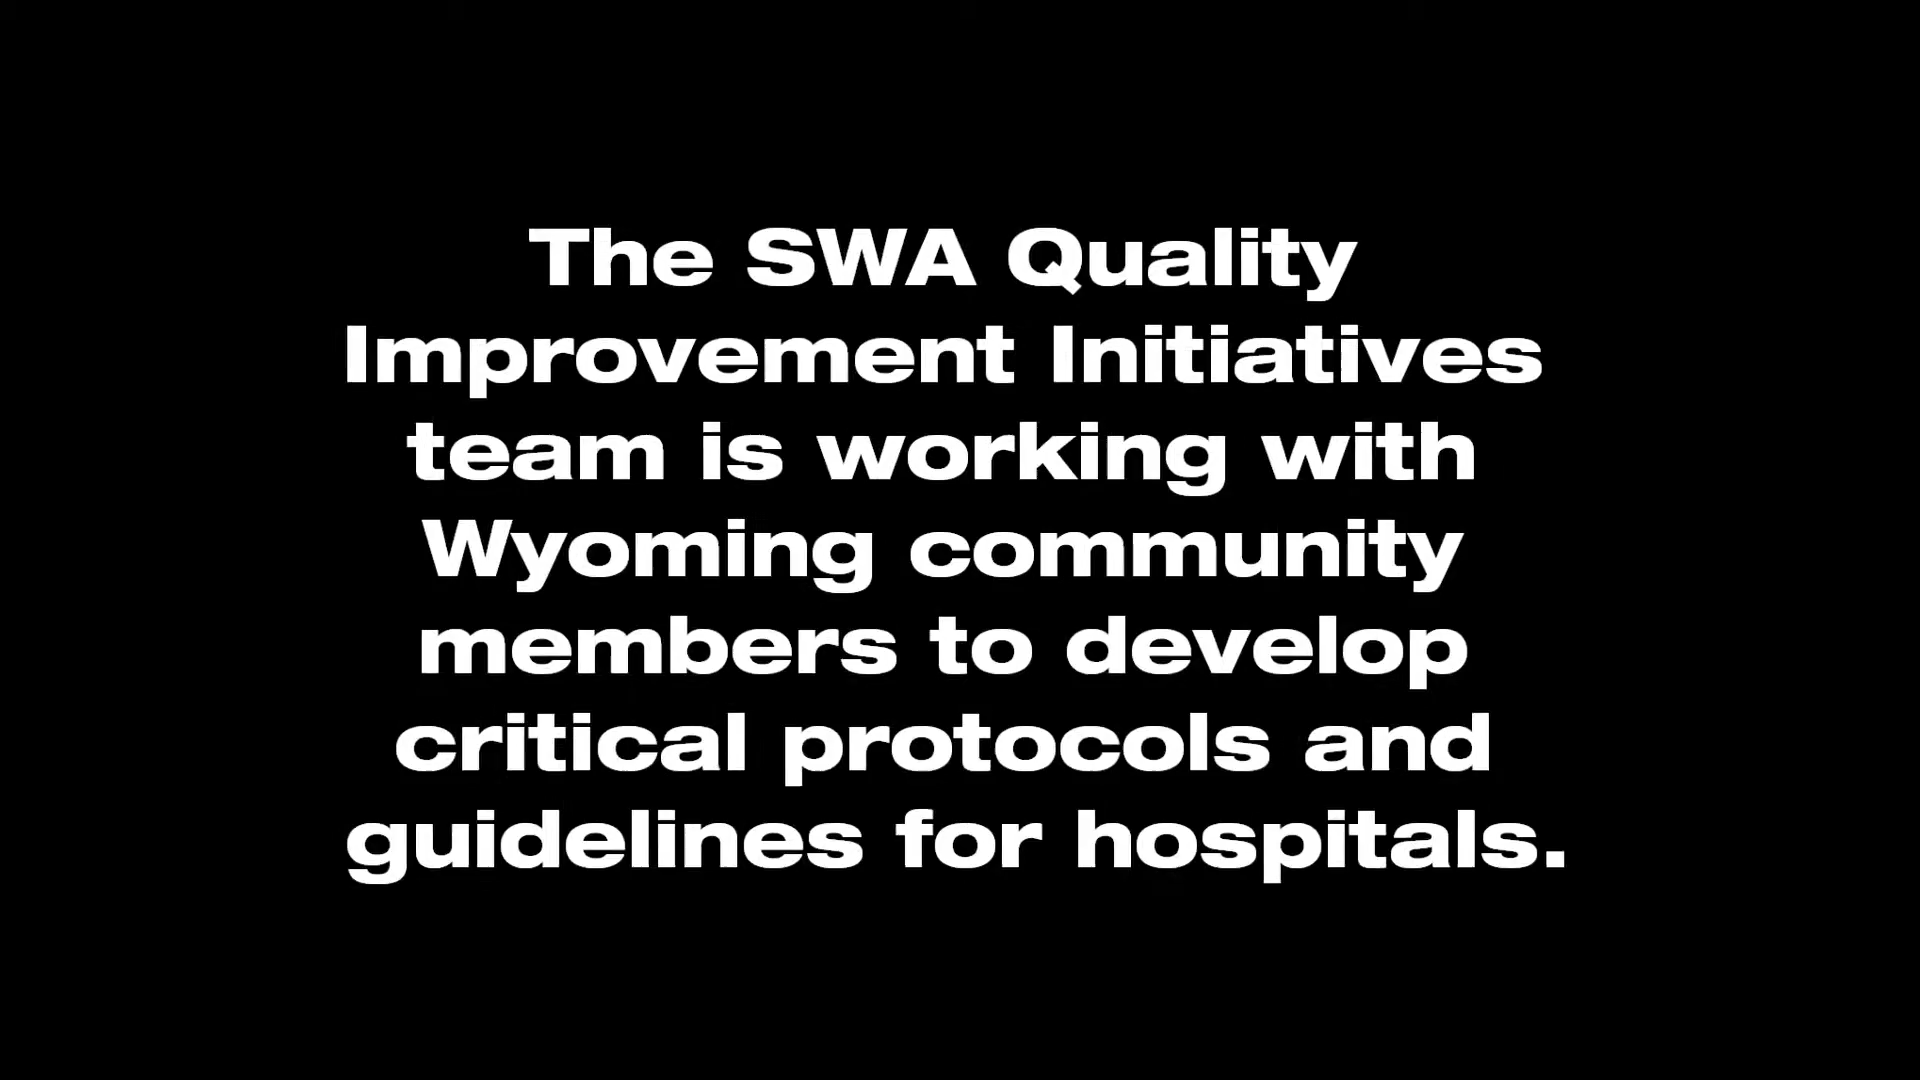 The SWA Quality
Improvement Initiatives
team is working with
Wyoming community
members to develop
critical protocols and
guidelines for hospitals.